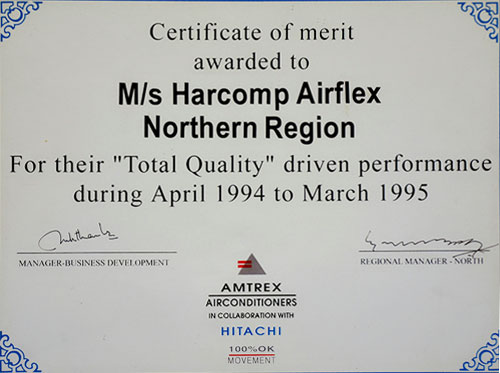 Certificate of merit
awarded to
M/s Harcomp Airflex
Northern Region
For their "Total Quality" driven performance
during April 1994 to March 1995
MANAGER-BUSINESS DEVELOPMENT
REGIONAL MANAGER - NORTH
AMTREX
AIRCONDITIONERS
IN COLLABORATION WITH
HITACHI
100%OK
MOVEMENT